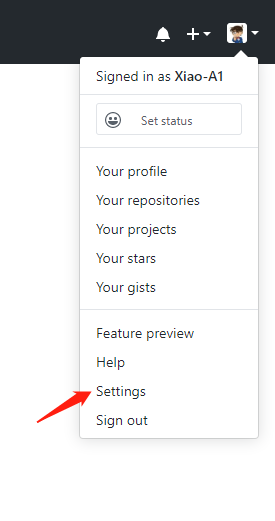 Signed in as Xiao-A1
Set status
Your profile
Your repositories
Your projects
Your stars
Your gists
Feature preview
Help
Settings
Sign out